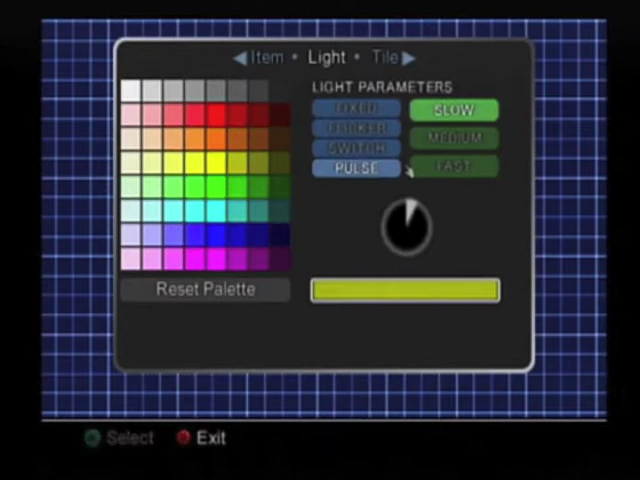 Item • Light • Tile
LIGHT PARAMETERS
FIXED
SLOW
FLICKER
MEDIUM
SWITCH
PULSE
FAST
Reset Palette
Select
Exit